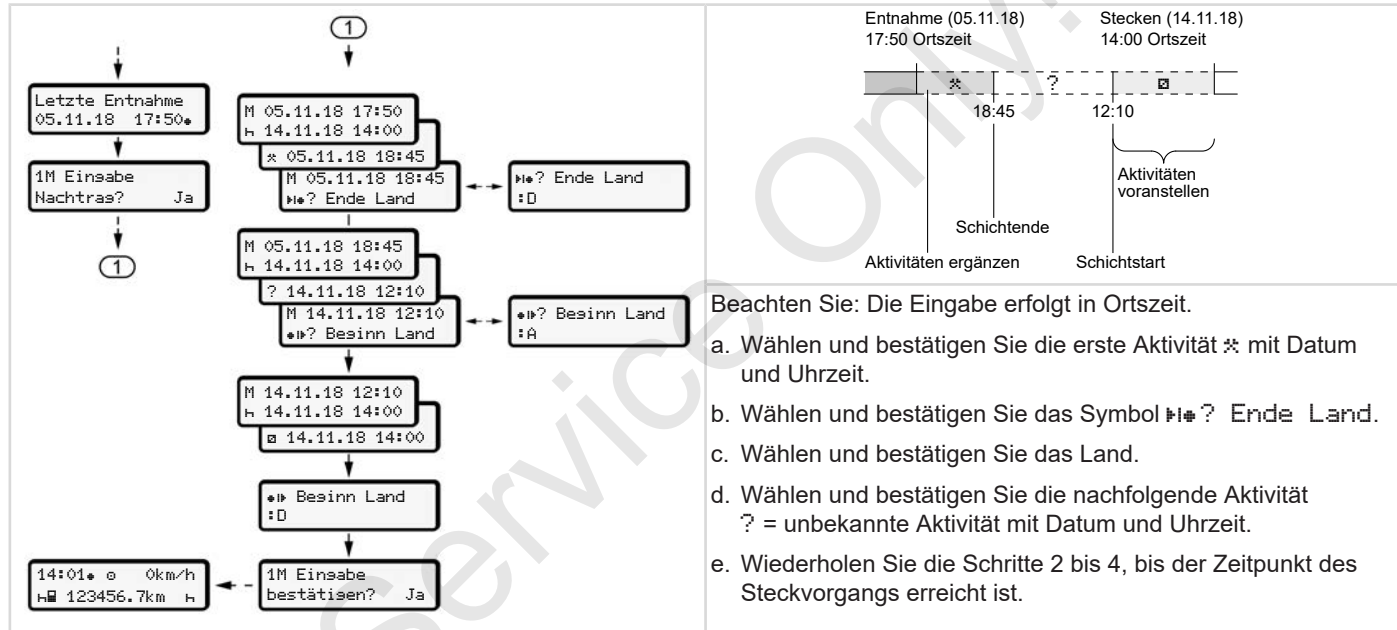 1
Letzte Entnahme
05.11.18 17:50
1M Eingabe
Nachtrag? Ja
1
M 05.11.18 17:50
14.11.18 14:00
05.11.18 18:45
M 05.11.18 18:45
? Ende Land
? Ende Land
:D
M 05.11.18 18:45
14.11.18 14:00
? 14.11.18 12:10
M 14.11.18 12:10
? Beginn Land
? Beginn Land
:A
M 14.11.18 12:10
14.11.18 14:00
14.11.18 14:00
Beginn Land
:D
1M Eingabe
bestätigen? Ja
14:01 0km/h
123456.7km
Entnahme (05.11.18)
17:50 Ortszeit
Stecken (14.11.18)
14:00 Ortszeit
?
18:45
12:10
Aktivitäten
voranstellen
Schichtende
Aktivitäten ergänzen
Schichtstart
Beachten Sie: Die Eingabe erfolgt in Ortszeit.
a. Wählen und bestätigen Sie die erste Aktivität mit Datum
und Uhrzeit.
b. Wählen und bestätigen Sie das Symbol ? Ende Land.
c. Wählen und bestätigen Sie das Land.
d. Wählen und bestätigen Sie die nachfolgende Aktivität
? = unbekannte Aktivität mit Datum und Uhrzeit.
e. Wiederholen Sie die Schritte 2 bis 4, bis der Zeitpunkt des
Steckvorgangs erreicht ist.
Service Only!